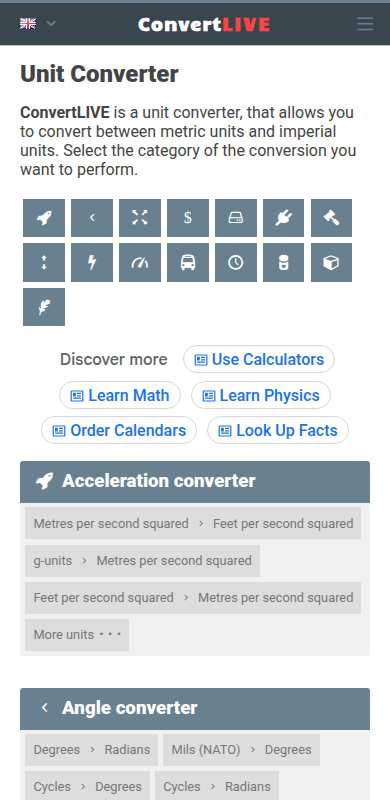 ConvertLIVE
Unit Converter
ConvertLIVE is a unit converter, that allows you
to convert between metric units and imperial
units. Select the category of the conversion you
want to perform.
$
Discover more
Use Calculators
Learn Math
Learn Physics
Order Calendars
Look Up Facts
Acceleration converter
Metres per second squared › Feet per second squared
g-units › Metres per second squared
Feet per second squared › Metres per second squared
More units • • •
Angle converter
Degrees › Radians
Mils (NATO) › Degrees
Cycles › Degrees
Cycles › Radians